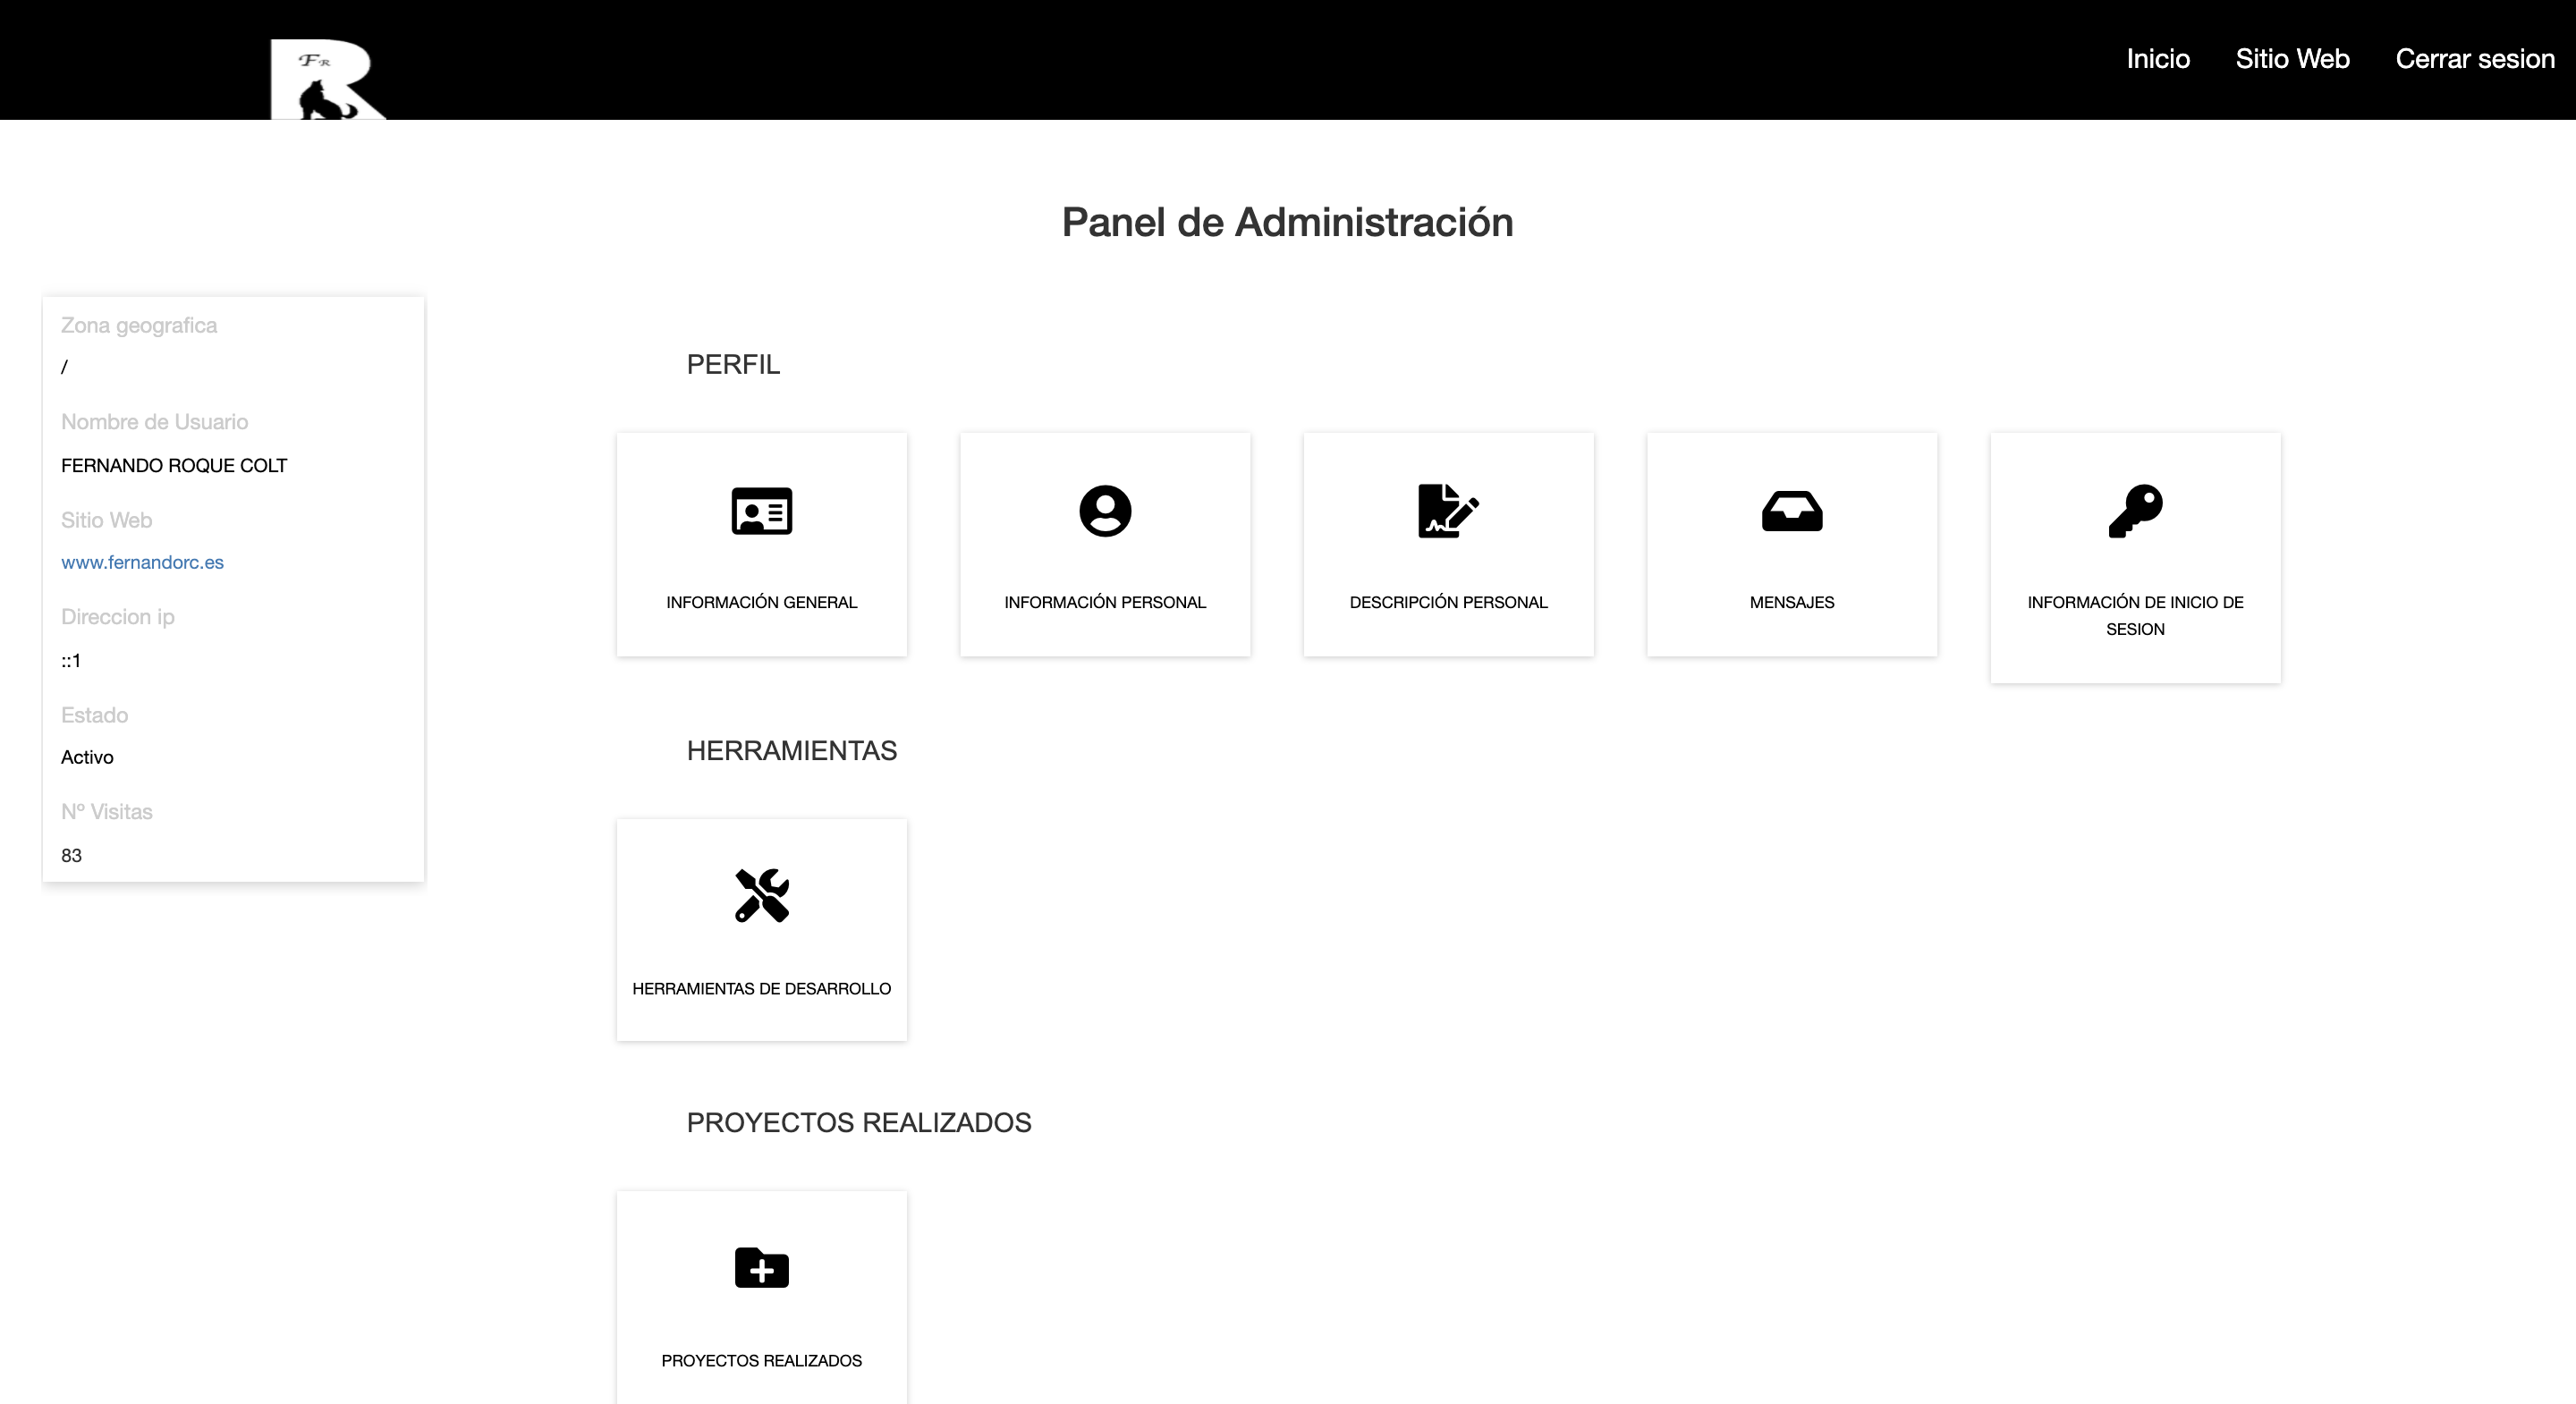 FR
Inicio
Sitio Web
Cerrar sesion
Panel de Administración
Zona geografica
/
Nombre de Usuario
FERNANDO ROQUE COLT
Sitio Web
www.fernandorc.es
Direccion ip
::1
Estado
Activo
Nº Visitas
83
PERFIL
INFORMACIÓN GENERAL
INFORMACIÓN PERSONAL
DESCRIPCIÓN PERSONAL
MENSAJES
INFORMACIÓN DE INICIO DE
SESION
HERRAMIENTAS
HERRAMIENTAS DE DESARROLLO
PROYECTOS REALIZADOS
PROYECTOS REALIZADOS